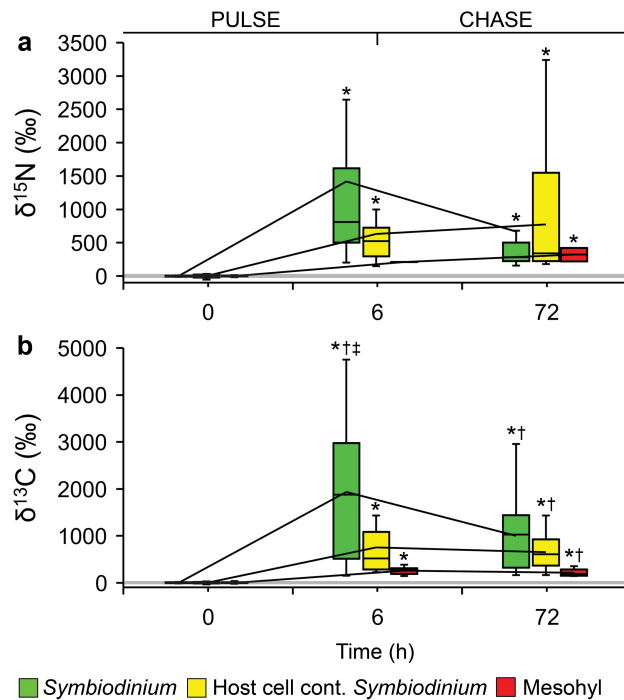 PULSE CHASE
a
3500
3000
2500
2000
1500
1000
500
0
δ15N (‰)
* * * * *
0 6 72
b
5000
4000
3000
2000
1000
0
δ13C (‰)
*†‡ * * *† *† *†
0 6 72
Time (h)
Symbiodinium Host cell cont. Symbiodinium Mesohyl